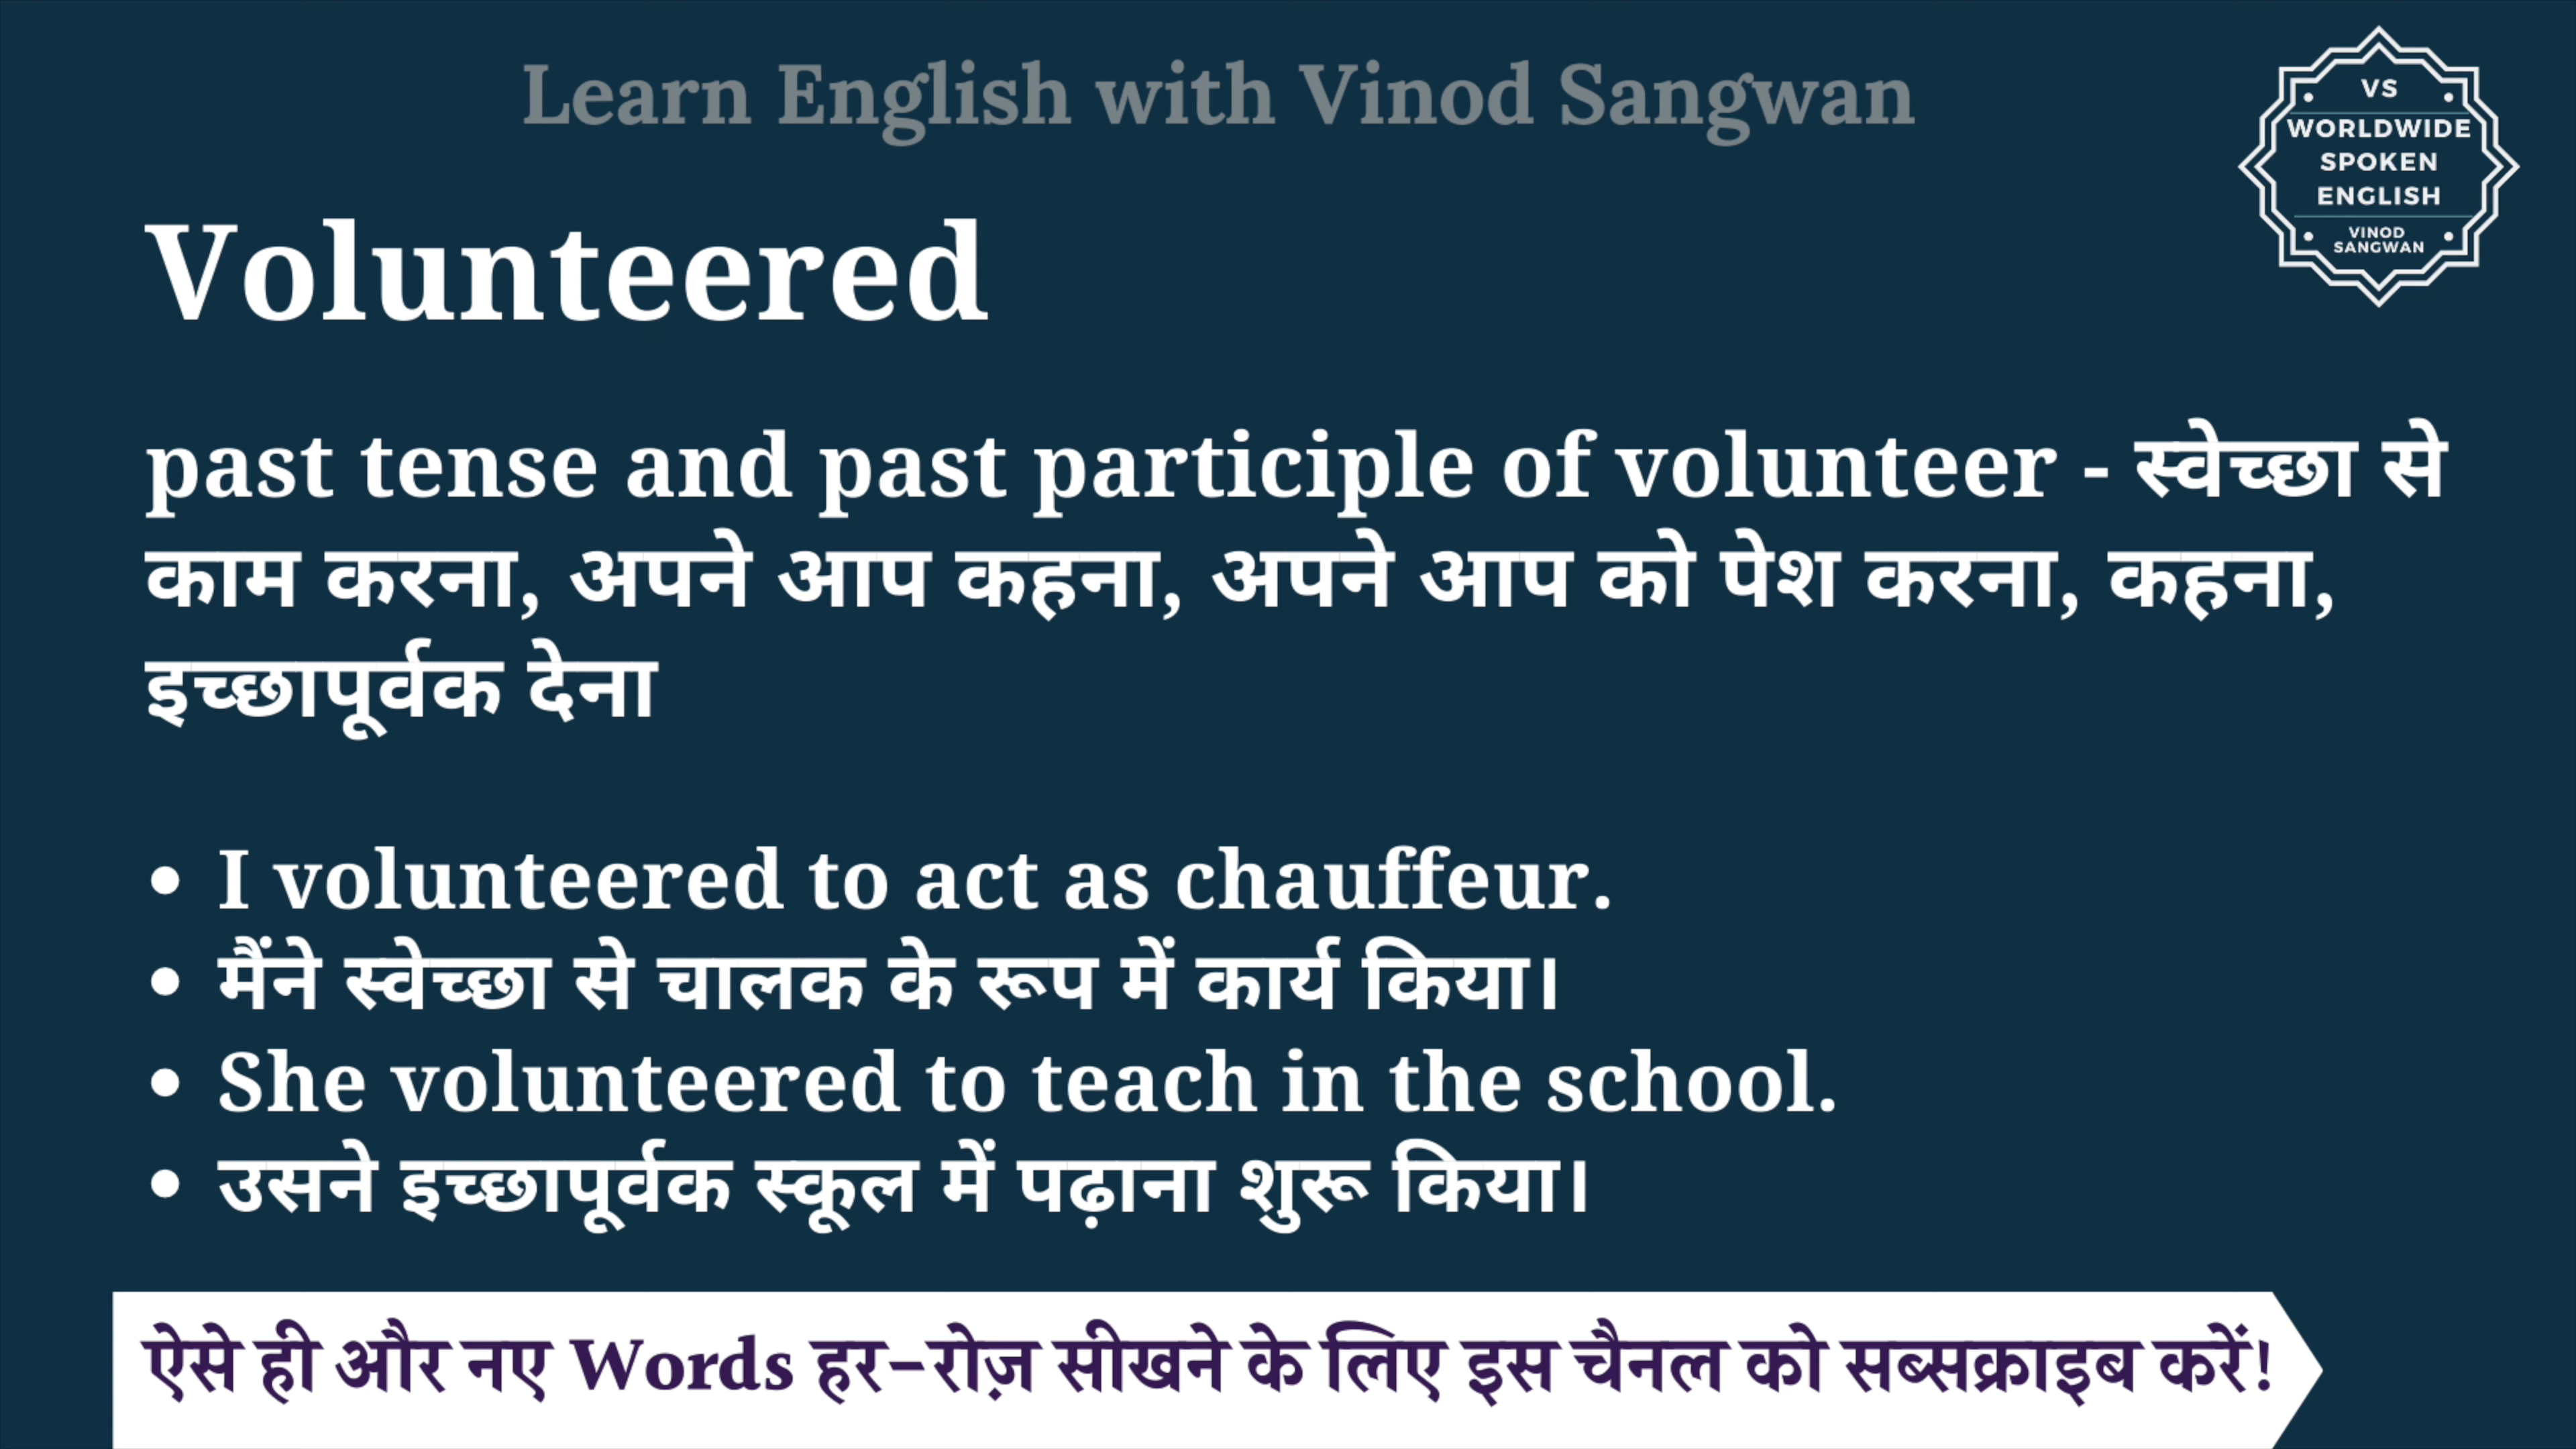 Learn English with Vinod Sangwan
VS
WORLDWIDE
SPOKEN
ENGLISH
VINOD
SANGWAN
Volunteered
past tense and past participle of volunteer - स्वेच्छा से
काम करना, अपने आप कहना, अपने आप को पेश करना, कहना,
इच्छापूर्वक देना
• I volunteered to act as chauffeur.
• मैंने स्वेच्छा से चालक के रूप में कार्य किया।
• She volunteered to teach in the school.
• उसने इच्छापूर्वक स्कूल में पढ़ाना शुरू किया।
ऐसे ही और नए Words हर-रोज़ सीखने के लिए इस चैनल को सब्सक्राइब करें!